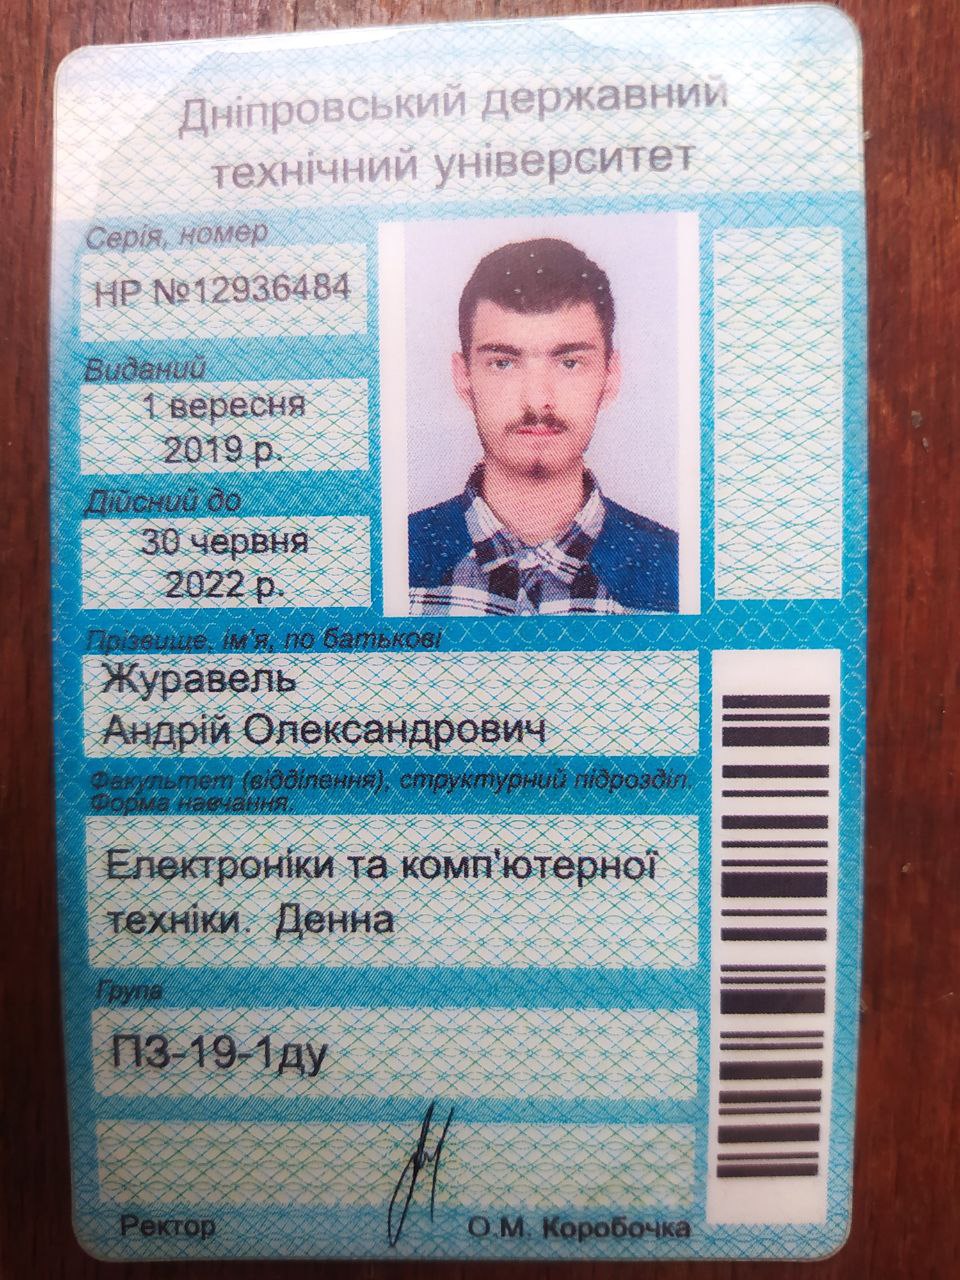 Дніпровський державний
технічний університет
Серія, номер
НР №12936484
Виданий
1 вересня
2019 р.
Дійсний до
30 червня
2022 р.
Прізвище, ім'я, по батькові
Журавель
Андрій Олександрович
Факультет (відділення), структурний підрозділ.
Форма навчання.
Електроніки та комп'ютерної
техніки. Денна
Група
ПЗ-19-1ду
Ректор О.М. Коробочка